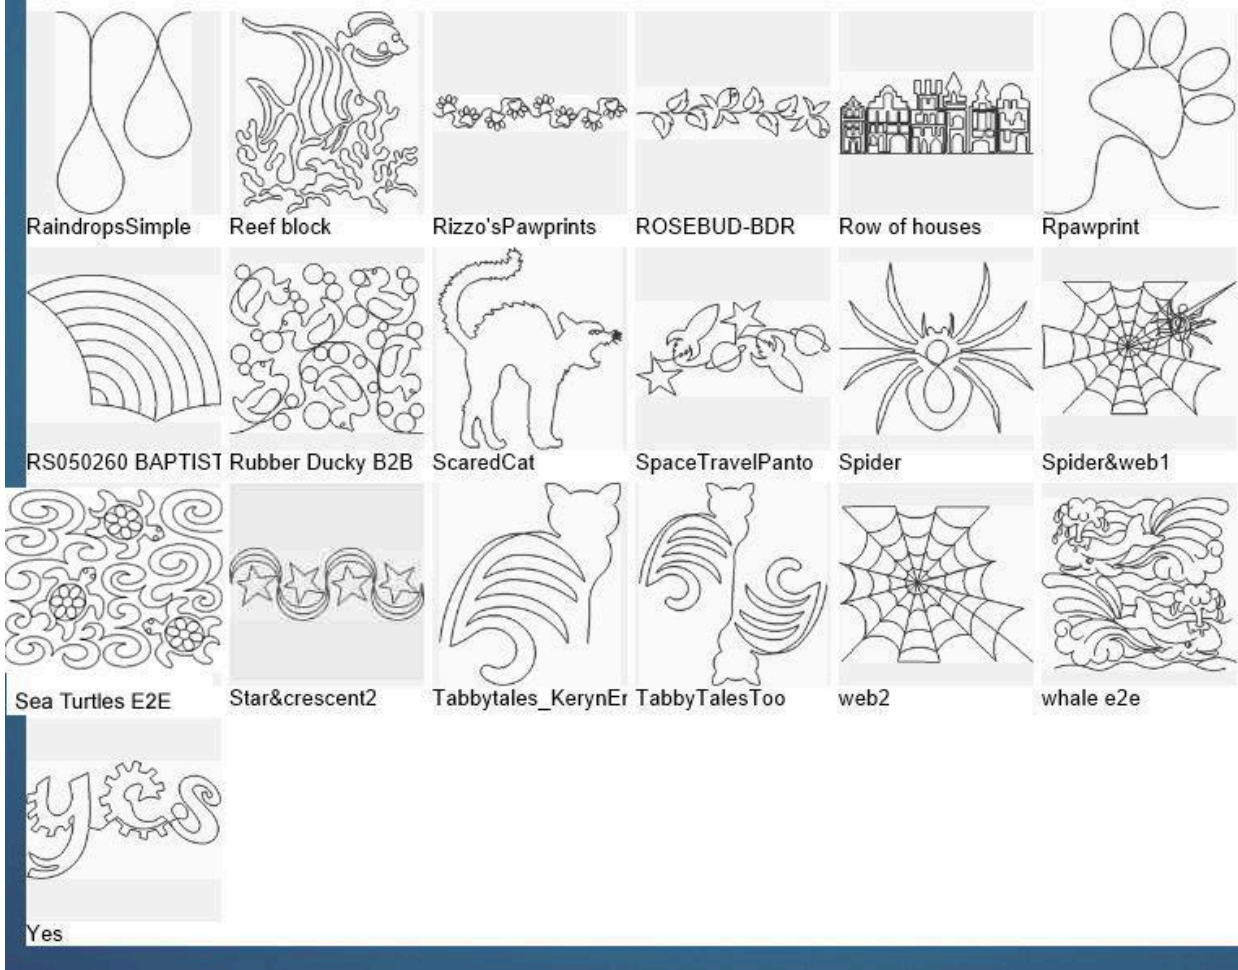 RaindropsSimple
Reef block
Rizzo'sPawprints
ROSEBUD-BDR
Row of houses
Rpawprint
RS050260 BAPTIST
Rubber Ducky B2B
ScaredCat
SpaceTravelPanto
Spider
Spider&web1
Sea Turtles E2E
Star&crescent2
Tabbytales_KerynEr
TabbyTalesToo
web2
whale e2e
yes
Yes